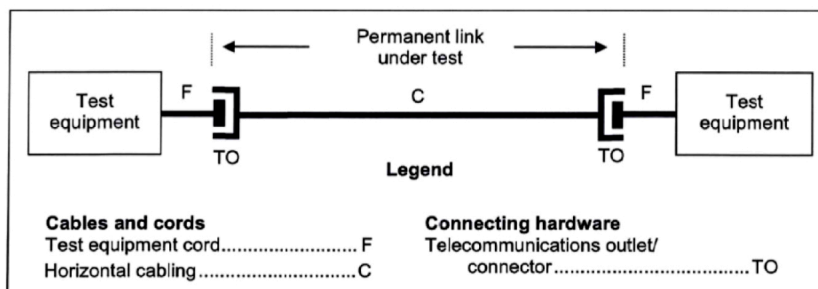 Permanent link
under test
F
C
F
Test
equipment
Test
equipment
TO
TO
Legend
Cables and cords
Test equipment cord............................ F
Horizontal cabling................................C
Connecting hardware
Telecommunications outlet/
connector.......................................TO